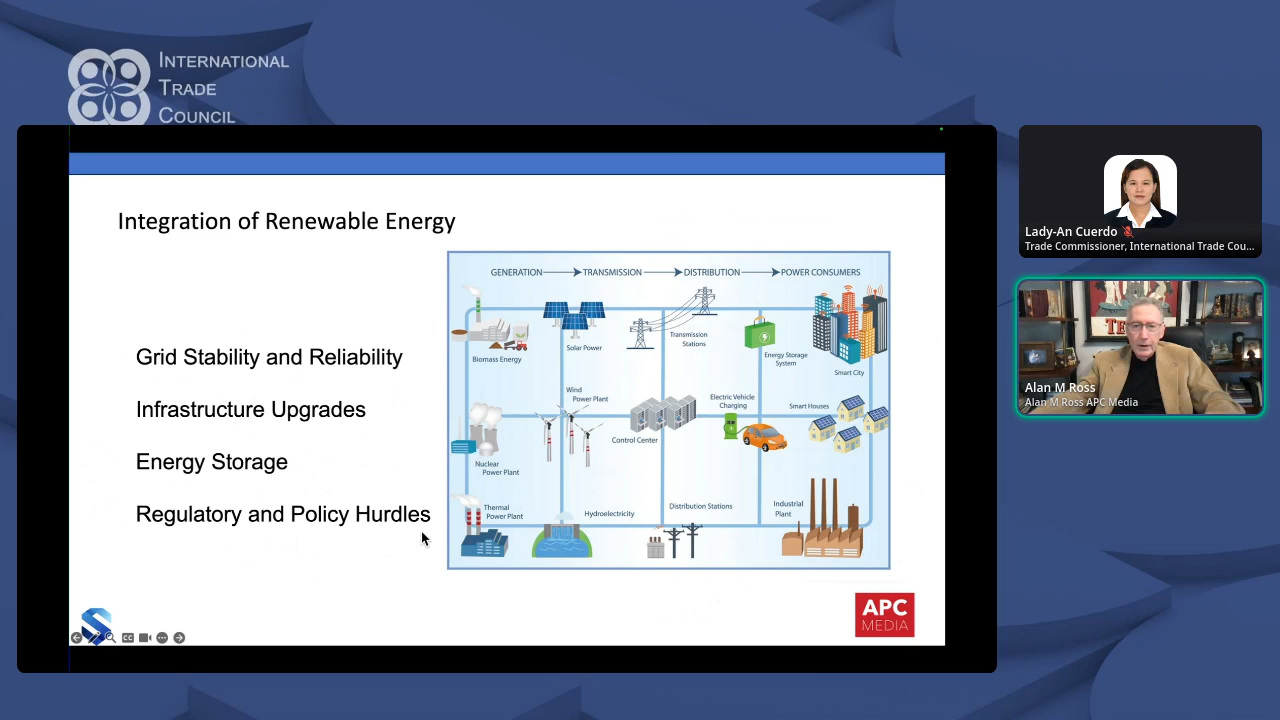 INTERNATIONAL
TRADE
COUNCIL
Integration of Renewable Energy
Grid Stability and Reliability
Infrastructure Upgrades
Energy Storage
Regulatory and Policy Hurdles
GENERATION
TRANSMISSION
DISTRIBUTION
POWER CONSUMERS
Biomass Energy
Solar Power
Transmission
Stations
Energy Storage
System
Smart City
Wind
Power Plant
Electric Vehicle
Charging
Smart Houses
Control Center
Nuclear
Power Plant
Thermal
Power Plant
Hydroelectricity
Distribution Stations
Industrial
Plant
CC
APC
MEDIA
Lady-An Cuerdo
Trade Commissioner, International Trade Cou...
Alan M Ross
Alan M Ross APC Media